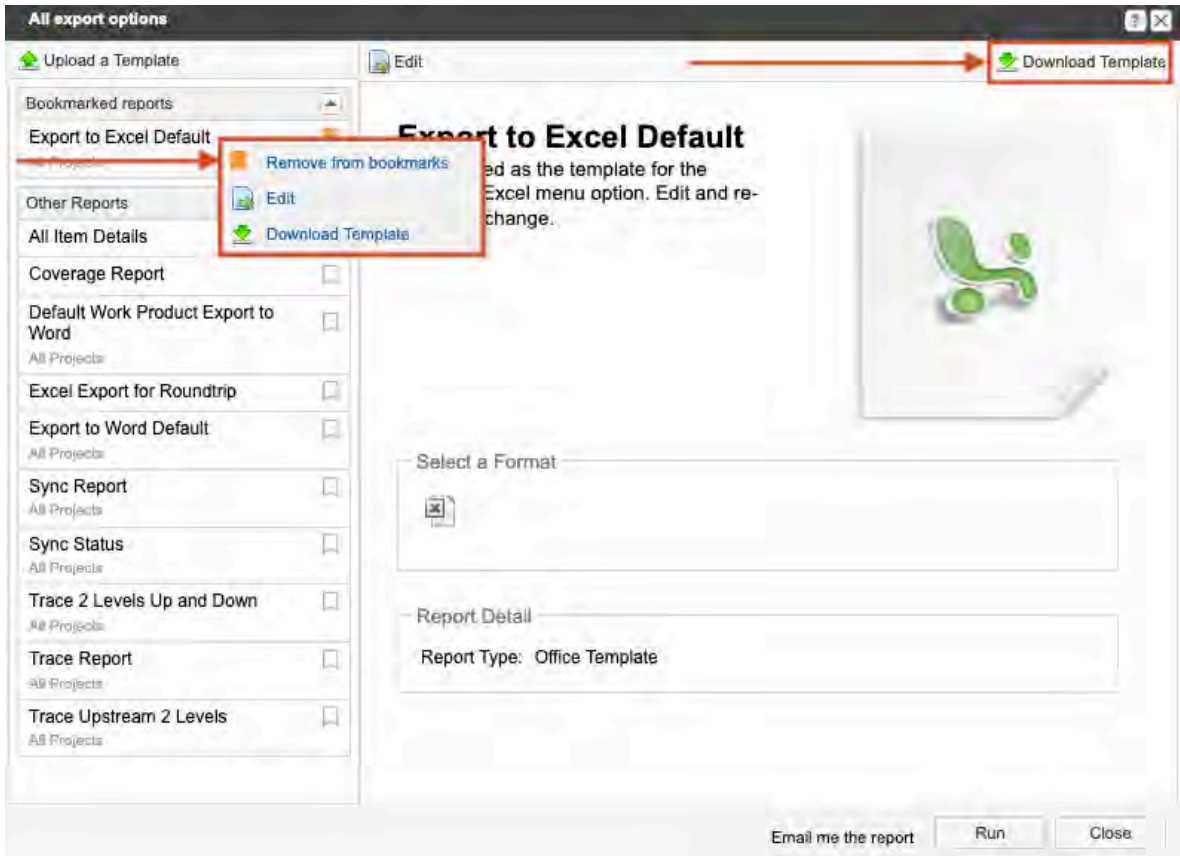 All export options
Upload a Template
Edit
Download Template
Bookmarked reports
Export to Excel Default
Projects
Remove from bookmarks
Edit
Download Template
Other Reports
All Item Details
Coverage Report
Default Work Product Export to
Word
All Projects
Excel Export for Roundtrip
Export to Word Default
All Projects
Sync Report
All Projects
Sync Status
All Projects
Trace 2 Levels Up and Down
All Projects
Trace Report
All Projects
Trace Upstream 2 Levels
All Projects
Export to Excel Default
ed as the template for the
Excel menu option. Edit and re-
change.
Select a Format
Report Detail
Report Type: Office Template
Email me the report
Run
Close